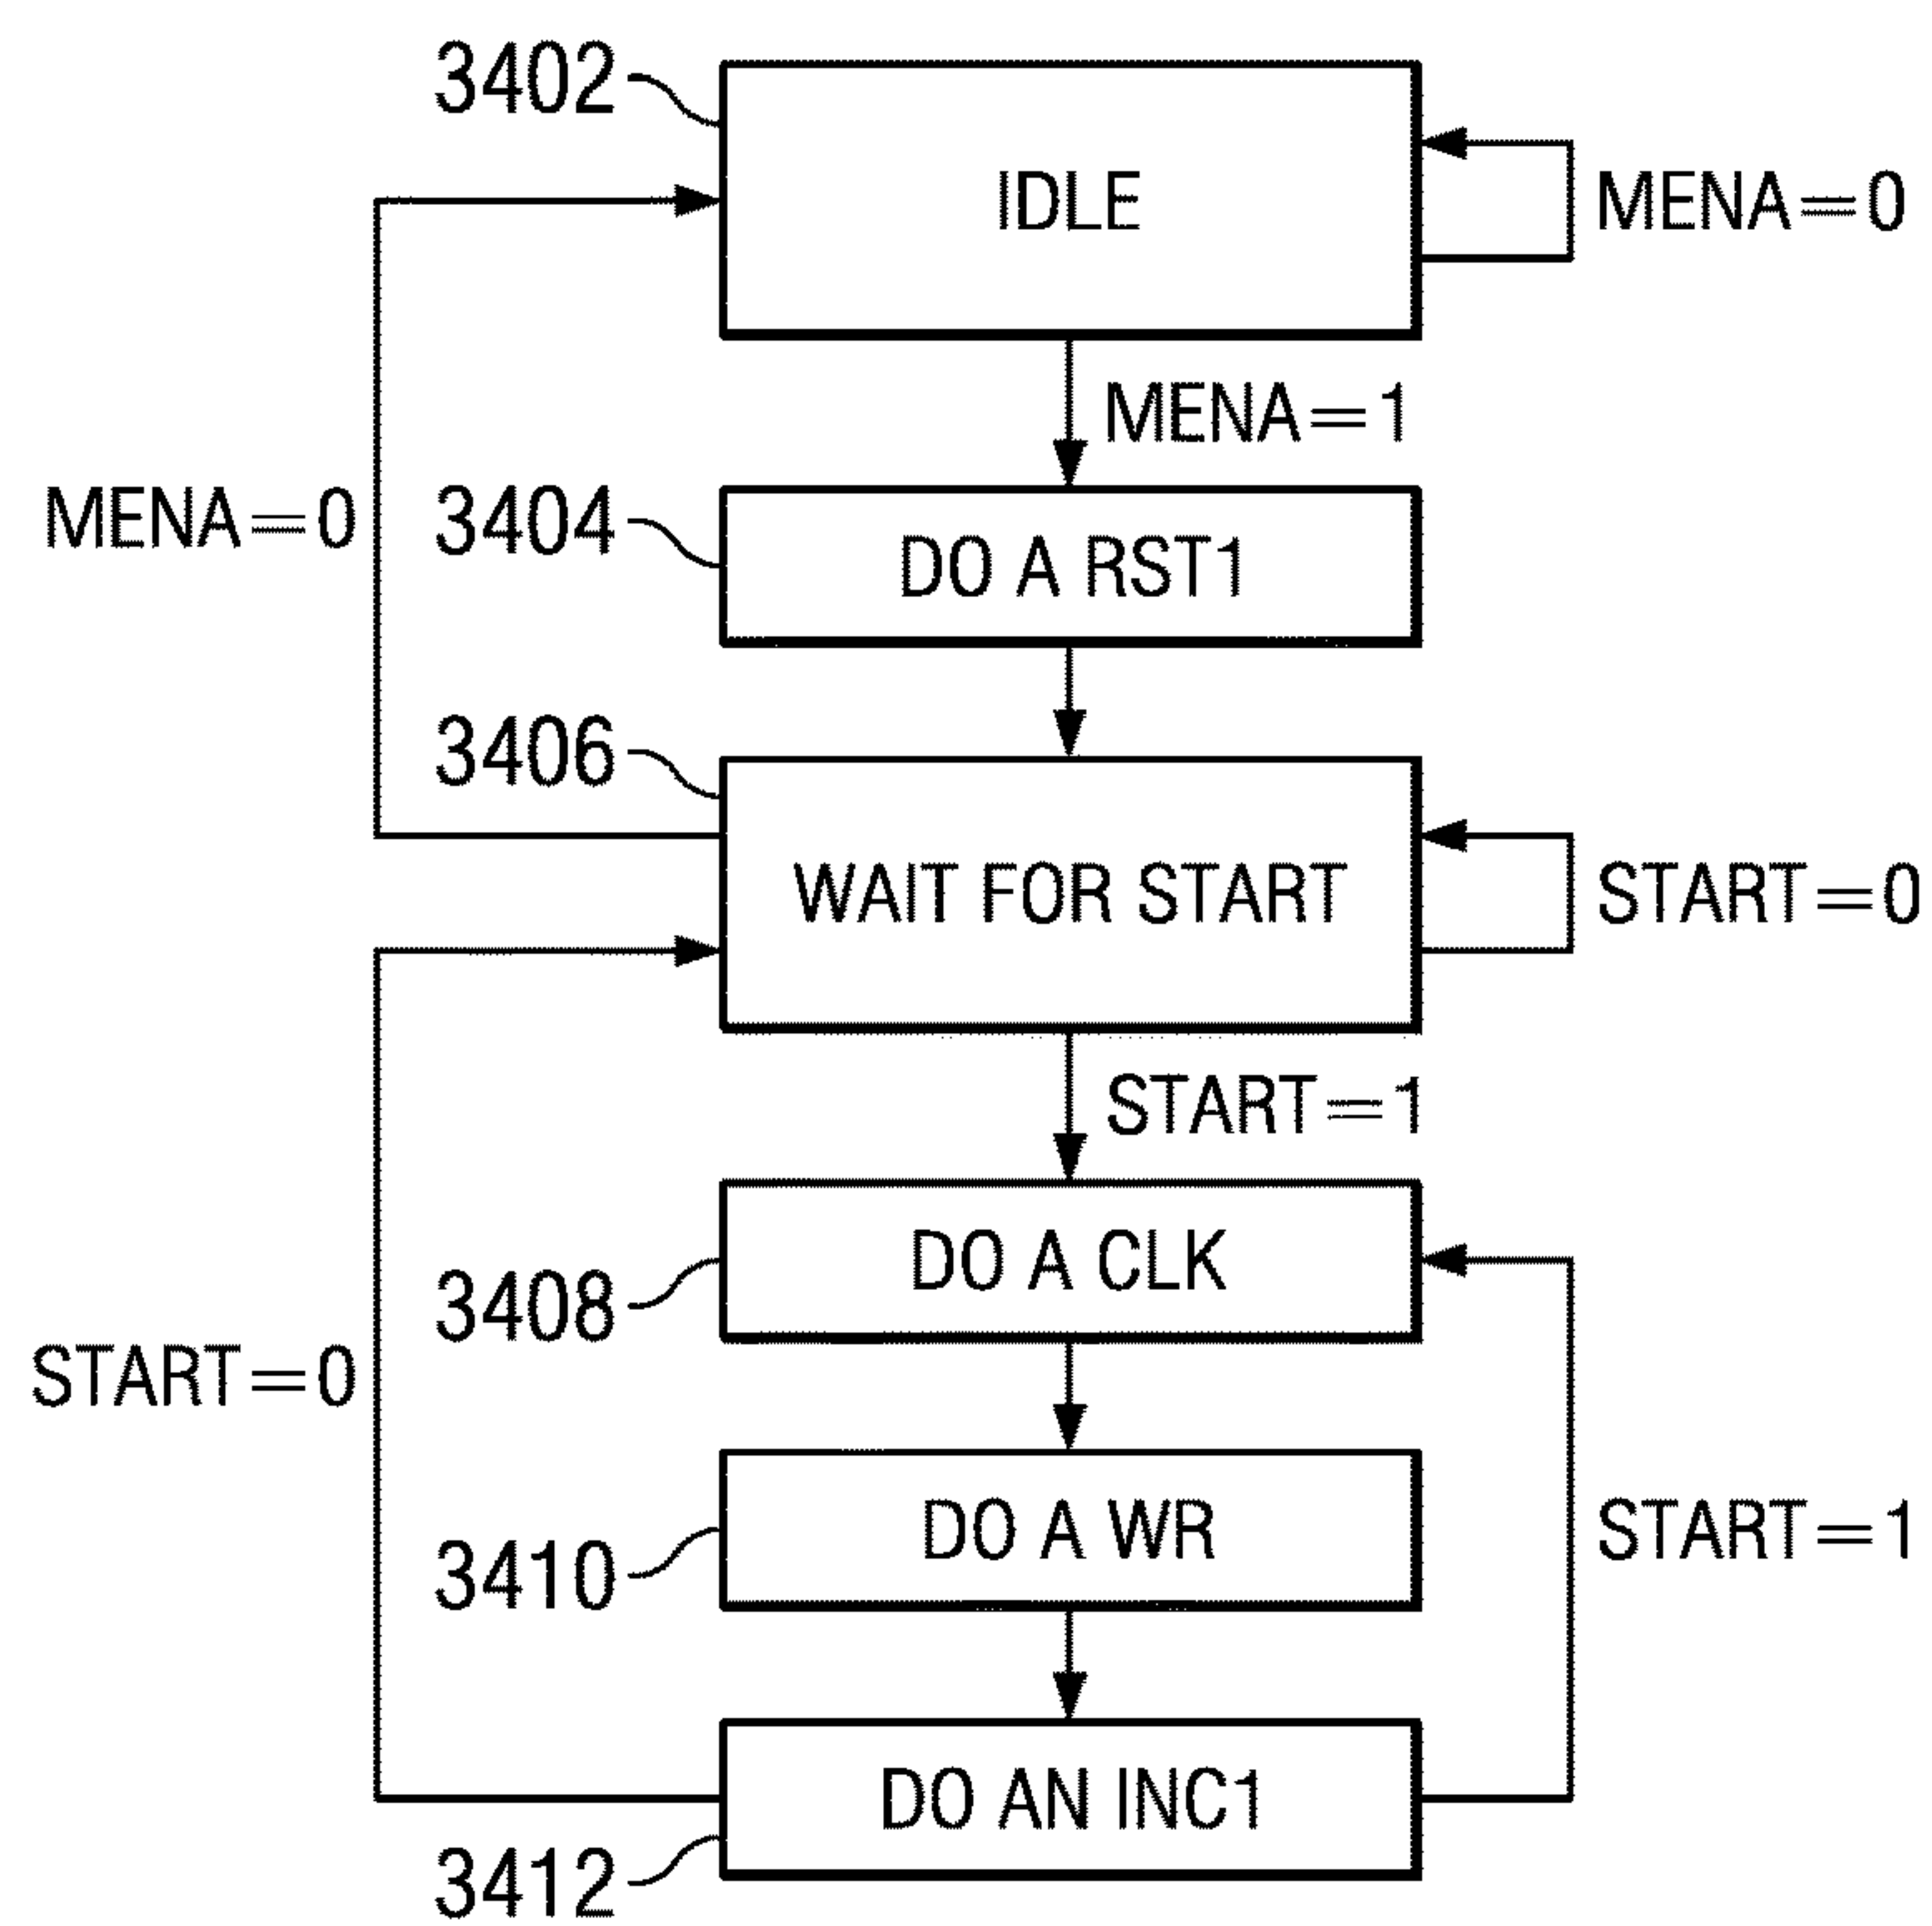 3402
IDLE
MENA=0
MENA=1
MENA=0
3404
DO A RST1
3406
WAIT FOR START
START=0
START=1
DO A CLK
3408
START=0
DO A WR
START=1
3410
DO AN INC1
3412